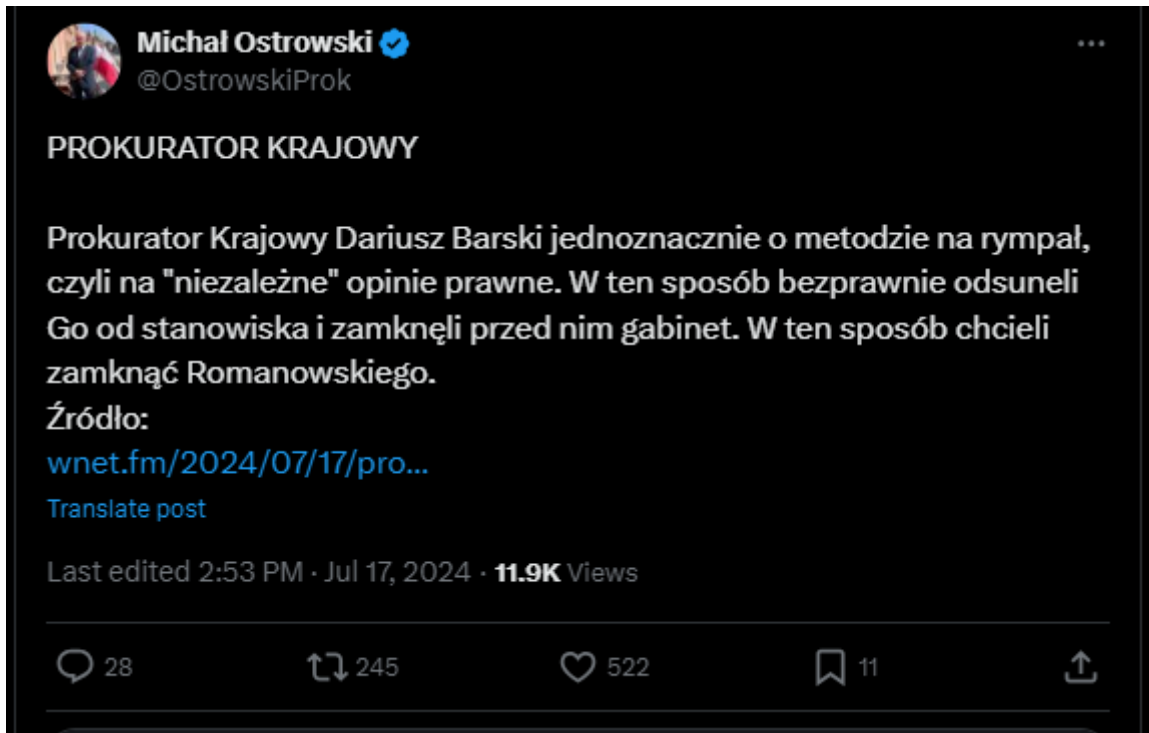 Michał Ostrowski
@OstrowskiProk
PROKURATOR KRAJOWY
Prokurator Krajowy Dariusz Barski jednoznacznie o metodzie na rympał,
czyli na "niezależne" opinie prawne. W ten sposób bezprawnie odsuneli
Go od stanowiska i zamknęli przed nim gabinet. W ten sposób chcieli
zamknąć Romanowskiego.
Źródło:
wnet.fm/2024/07/17/pro...
Translate post
Last edited 2:53 PM · Jul 17, 2024 · 11.9K Views
28 245 522 11